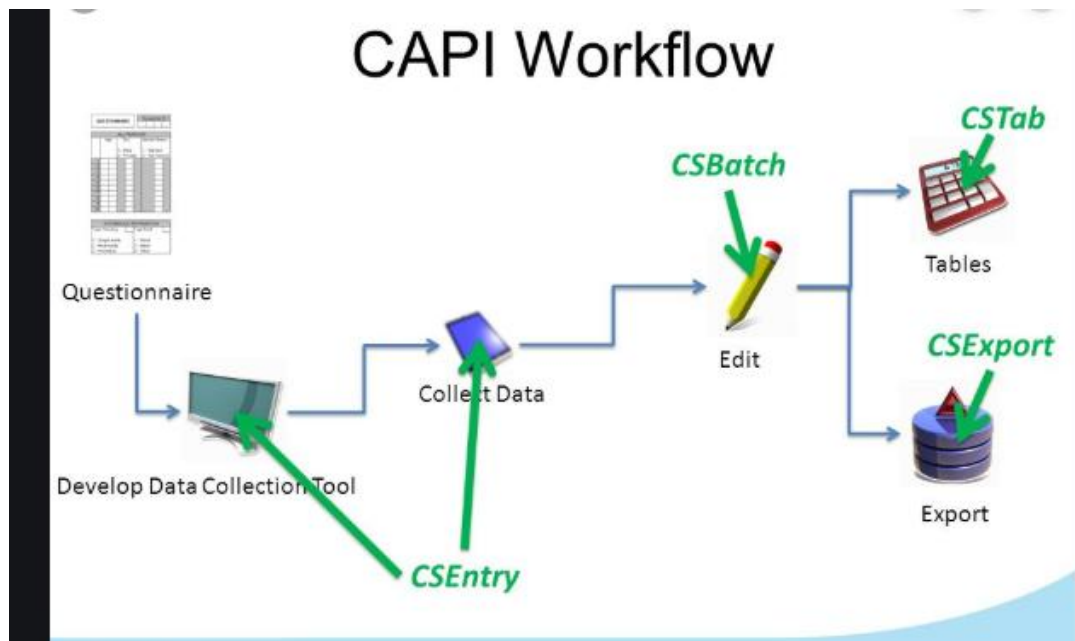 CAPI Workflow
CSTab
CSBatch
Tables
Questionnaire
CSExport
Edit
Collect Data
Develop Data Collection Tool
Export
CSEntry